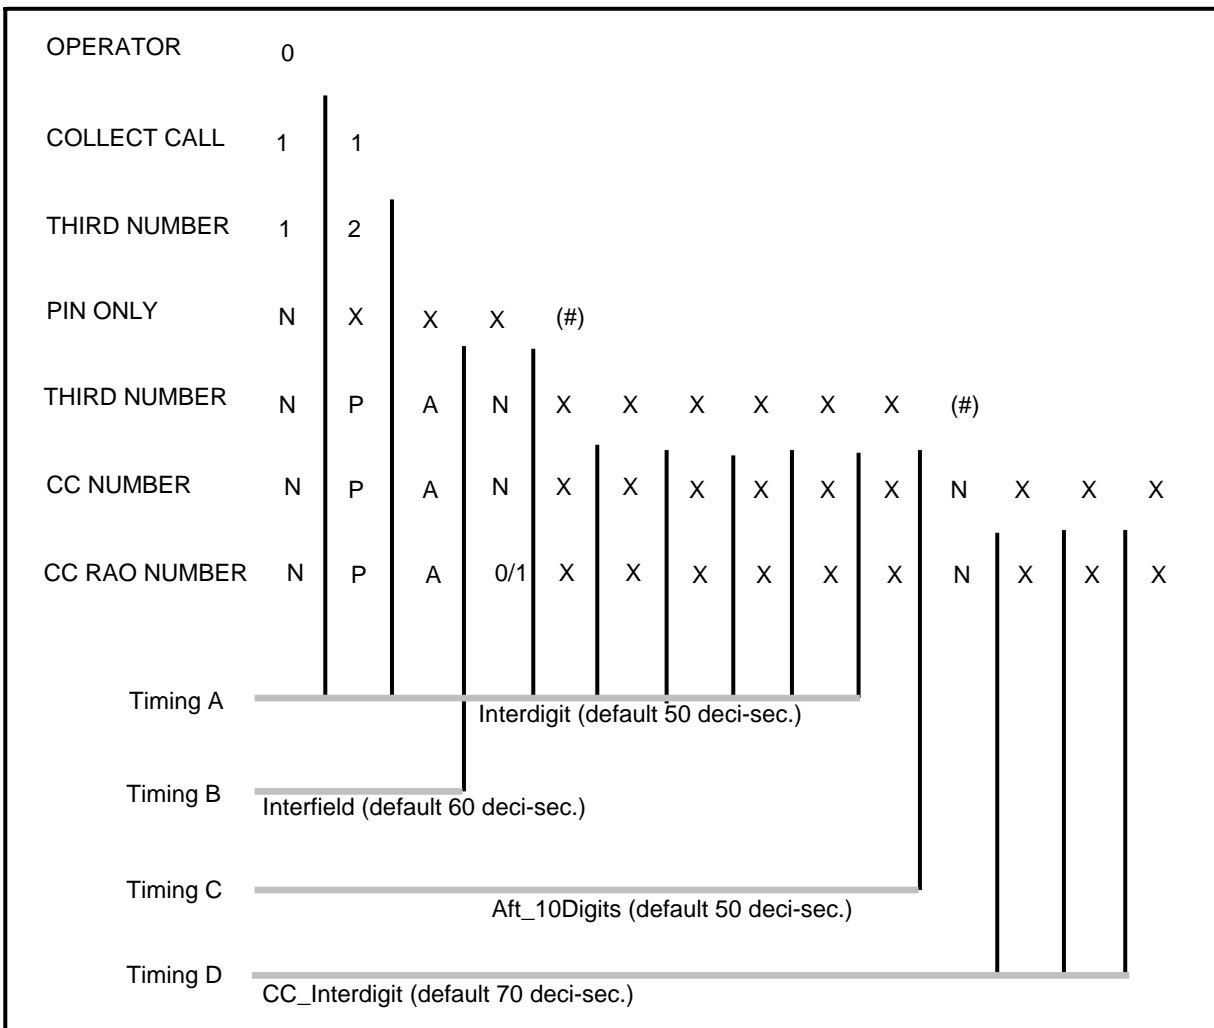 OPERATOR 0
COLLECT CALL 1 1
THIRD NUMBER 1 2
PIN ONLY N X X X (#)
THIRD NUMBER N P A N X X X X X X (#)
CC NUMBER N P A N X X X X X X N X X X
CC RAO NUMBER N P A 0/1 X X X X X X N X X X
Timing A
Interdigit (default 50 deci-sec.)
Timing B
Interfield (default 60 deci-sec.)
Timing C
Aft_10Digits (default 50 deci-sec.)
Timing D
CC_Interdigit (default 70 deci-sec.)